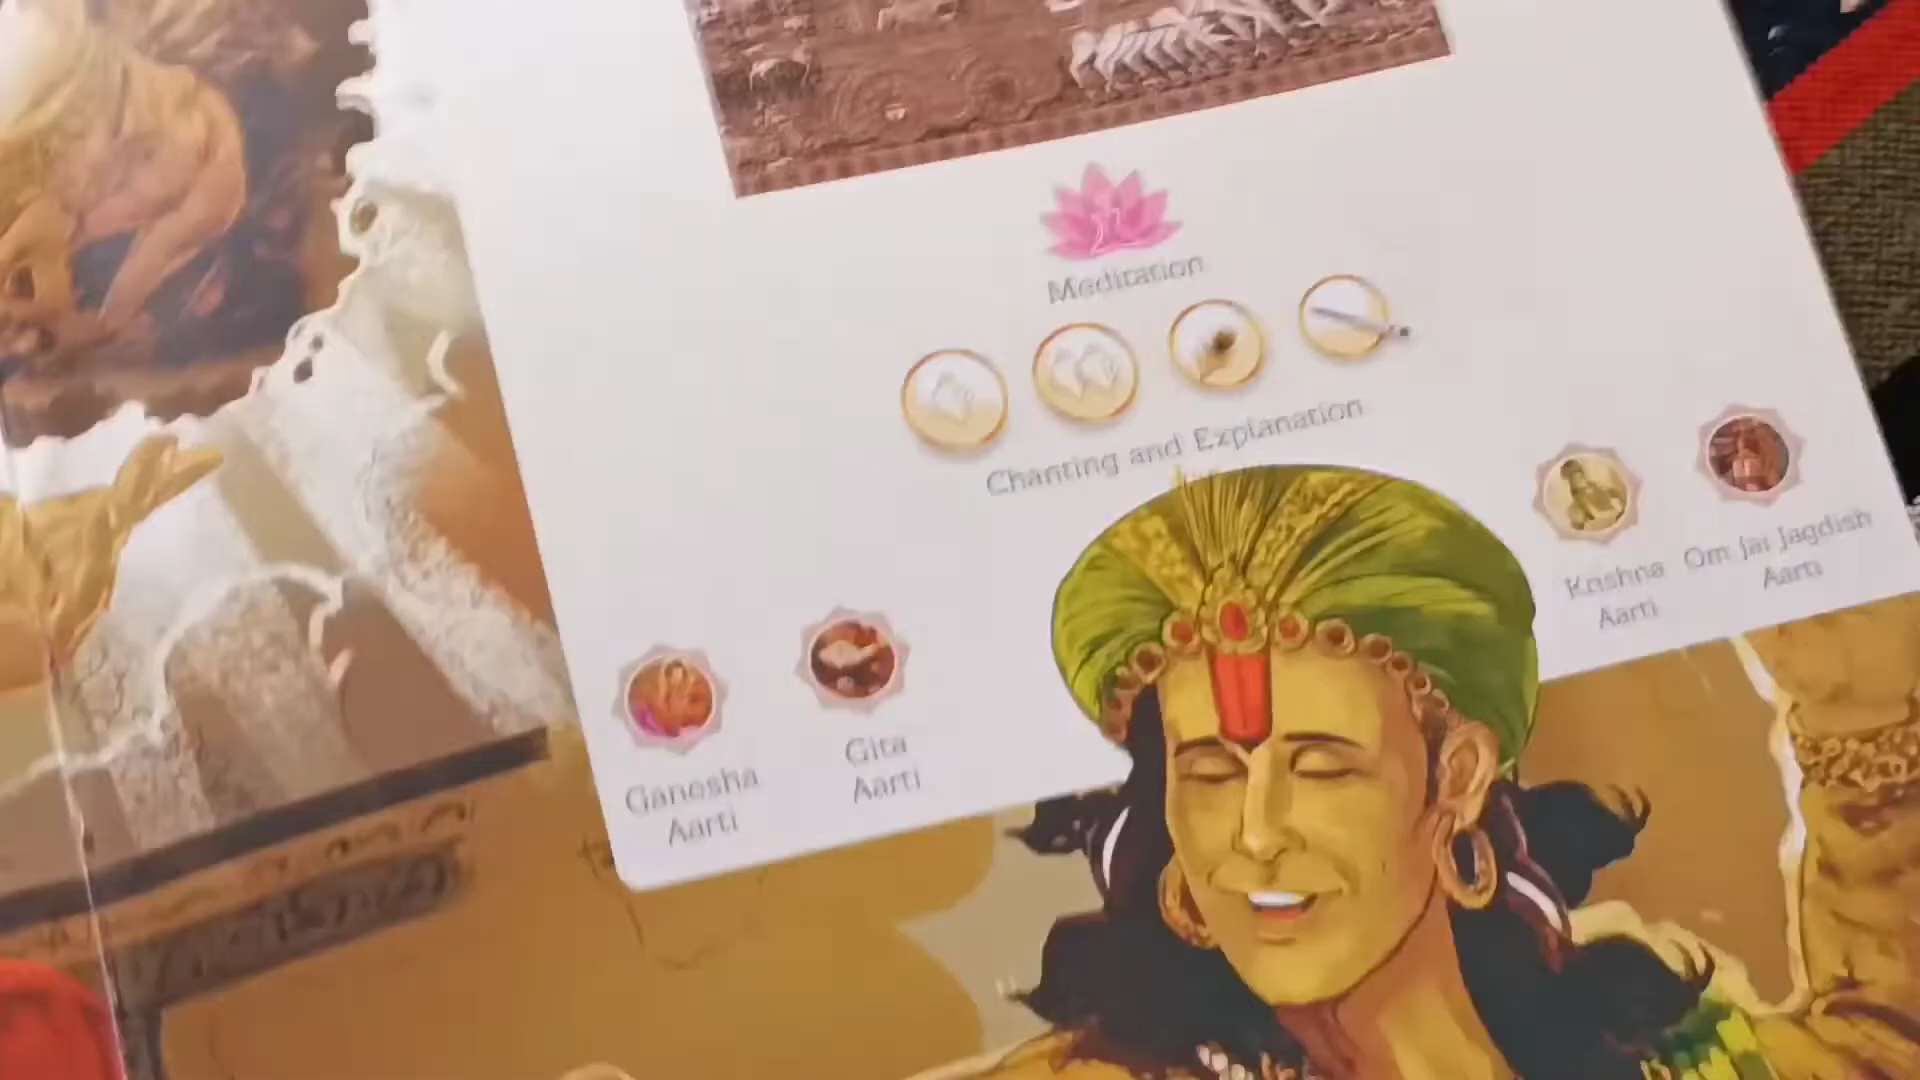 Meditation
Chanting and Explanation
Krishna
Aarti
Om Jai Jagdish
Aarti
Gita
Aarti
Ganesha
Aarti